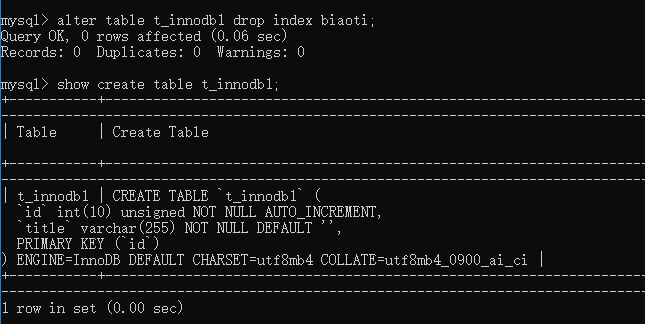 mysql> alter table t_innodb1 drop index biaoti;
Query OK, 0 rows affected (0.06 sec)
Records: 0  Duplicates: 0  Warnings: 0
mysql> show create table t_innodb1;
| Table     | Create Table
| t_innodb1 | CREATE TABLE `t_innodb1` (
  `id` int(10) unsigned NOT NULL AUTO_INCREMENT,
  `title` varchar(255) NOT NULL DEFAULT '',
  PRIMARY KEY (`id`)
) ENGINE=InnoDB DEFAULT CHARSET=utf8mb4 COLLATE=utf8mb4_0900_ai_ci |
1 row in set (0.00 sec)